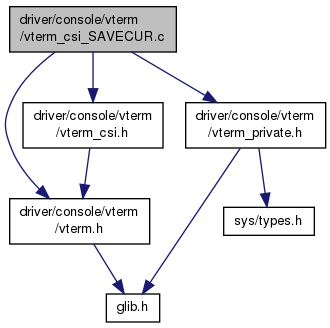 driver/console/vterm
/vterm_csi_SAVECUR.c
driver/console/vterm
/vterm_csi.h
driver/console/vterm
/vterm_private.h
driver/console/vterm
/vterm.h
sys/types.h
glib.h